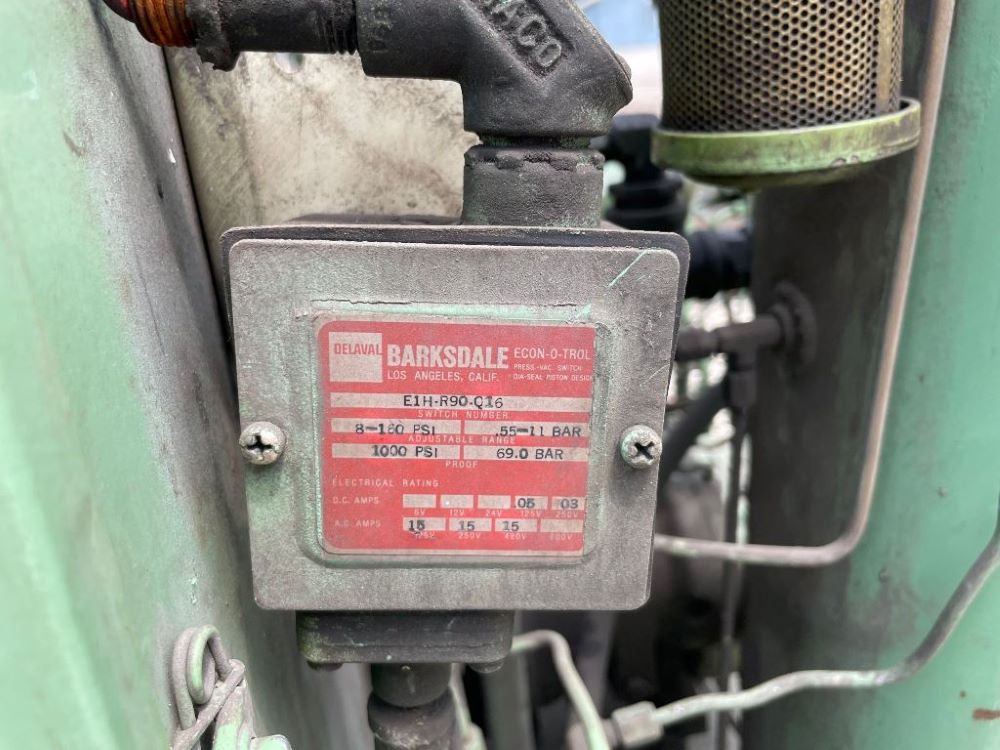 DELAVAL BARKSDALE ECON-O-TROL
PRESS.-VAC SWITCH
LOS ANGELES, CALIF. DIA-SEAL PISTON DESIGN
E1H-R90-Q16
SWITCH NUMBER
8-180 PSI .55-11 BAR
ADJUSTABLE RANGE
1000 PSI 69.0 BAR
PROOF
ELECTRICAL RATING
D.C. AMPS 05 03
6V 12V 24V 125V 250V
A.C. AMPS 15 15 15
125V 250V 480V 600V